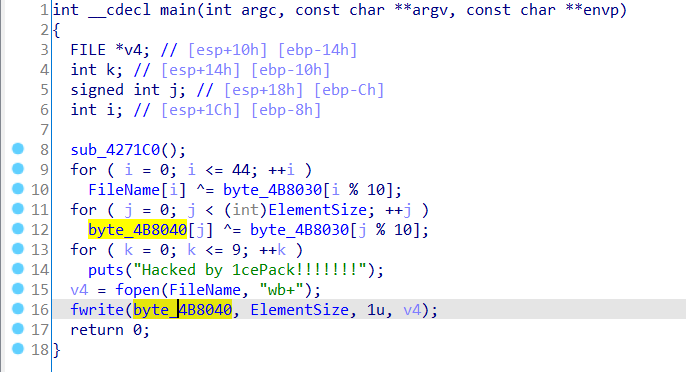 1 int __cdecl main(int argc, const char **argv, const char **envp)
2 {
3   FILE *v4; // [esp+10h] [ebp-14h]
4   int k; // [esp+14h] [ebp-10h]
5   signed int j; // [esp+18h] [ebp-Ch]
6   int i; // [esp+1Ch] [ebp-8h]
7
8   sub_4271C0();
9   for ( i = 0; i <= 44; ++i )
10     FileName[i] ^= byte_4B8030[i % 10];
11   for ( j = 0; j < (int)ElementSize; ++j )
12     byte_4B8040[j] ^= byte_4B8030[j % 10];
13   for ( k = 0; k <= 9; ++k )
14     puts("Hacked by 1cePack!!!!!!!");
15   v4 = fopen(FileName, "wb+");
16   fwrite(byte_4B8040, ElementSize, 1u, v4);
17   return 0;
18 }